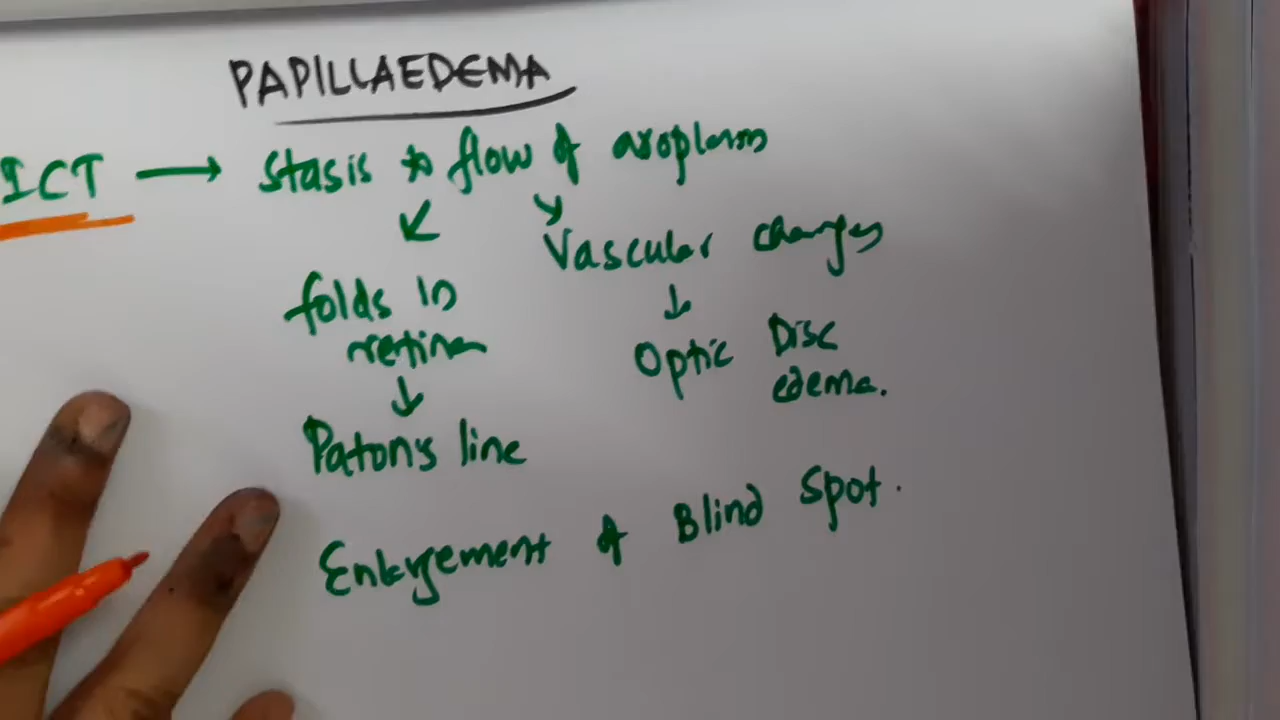 PAPILLAEDEMA
ICT → Stasis to flow of axoplasm
↙ ↘
Vascular changes
folds in
retina
↓
Optic Disc
edema.
↓
Paton's line
Enlargement of Blind Spot.